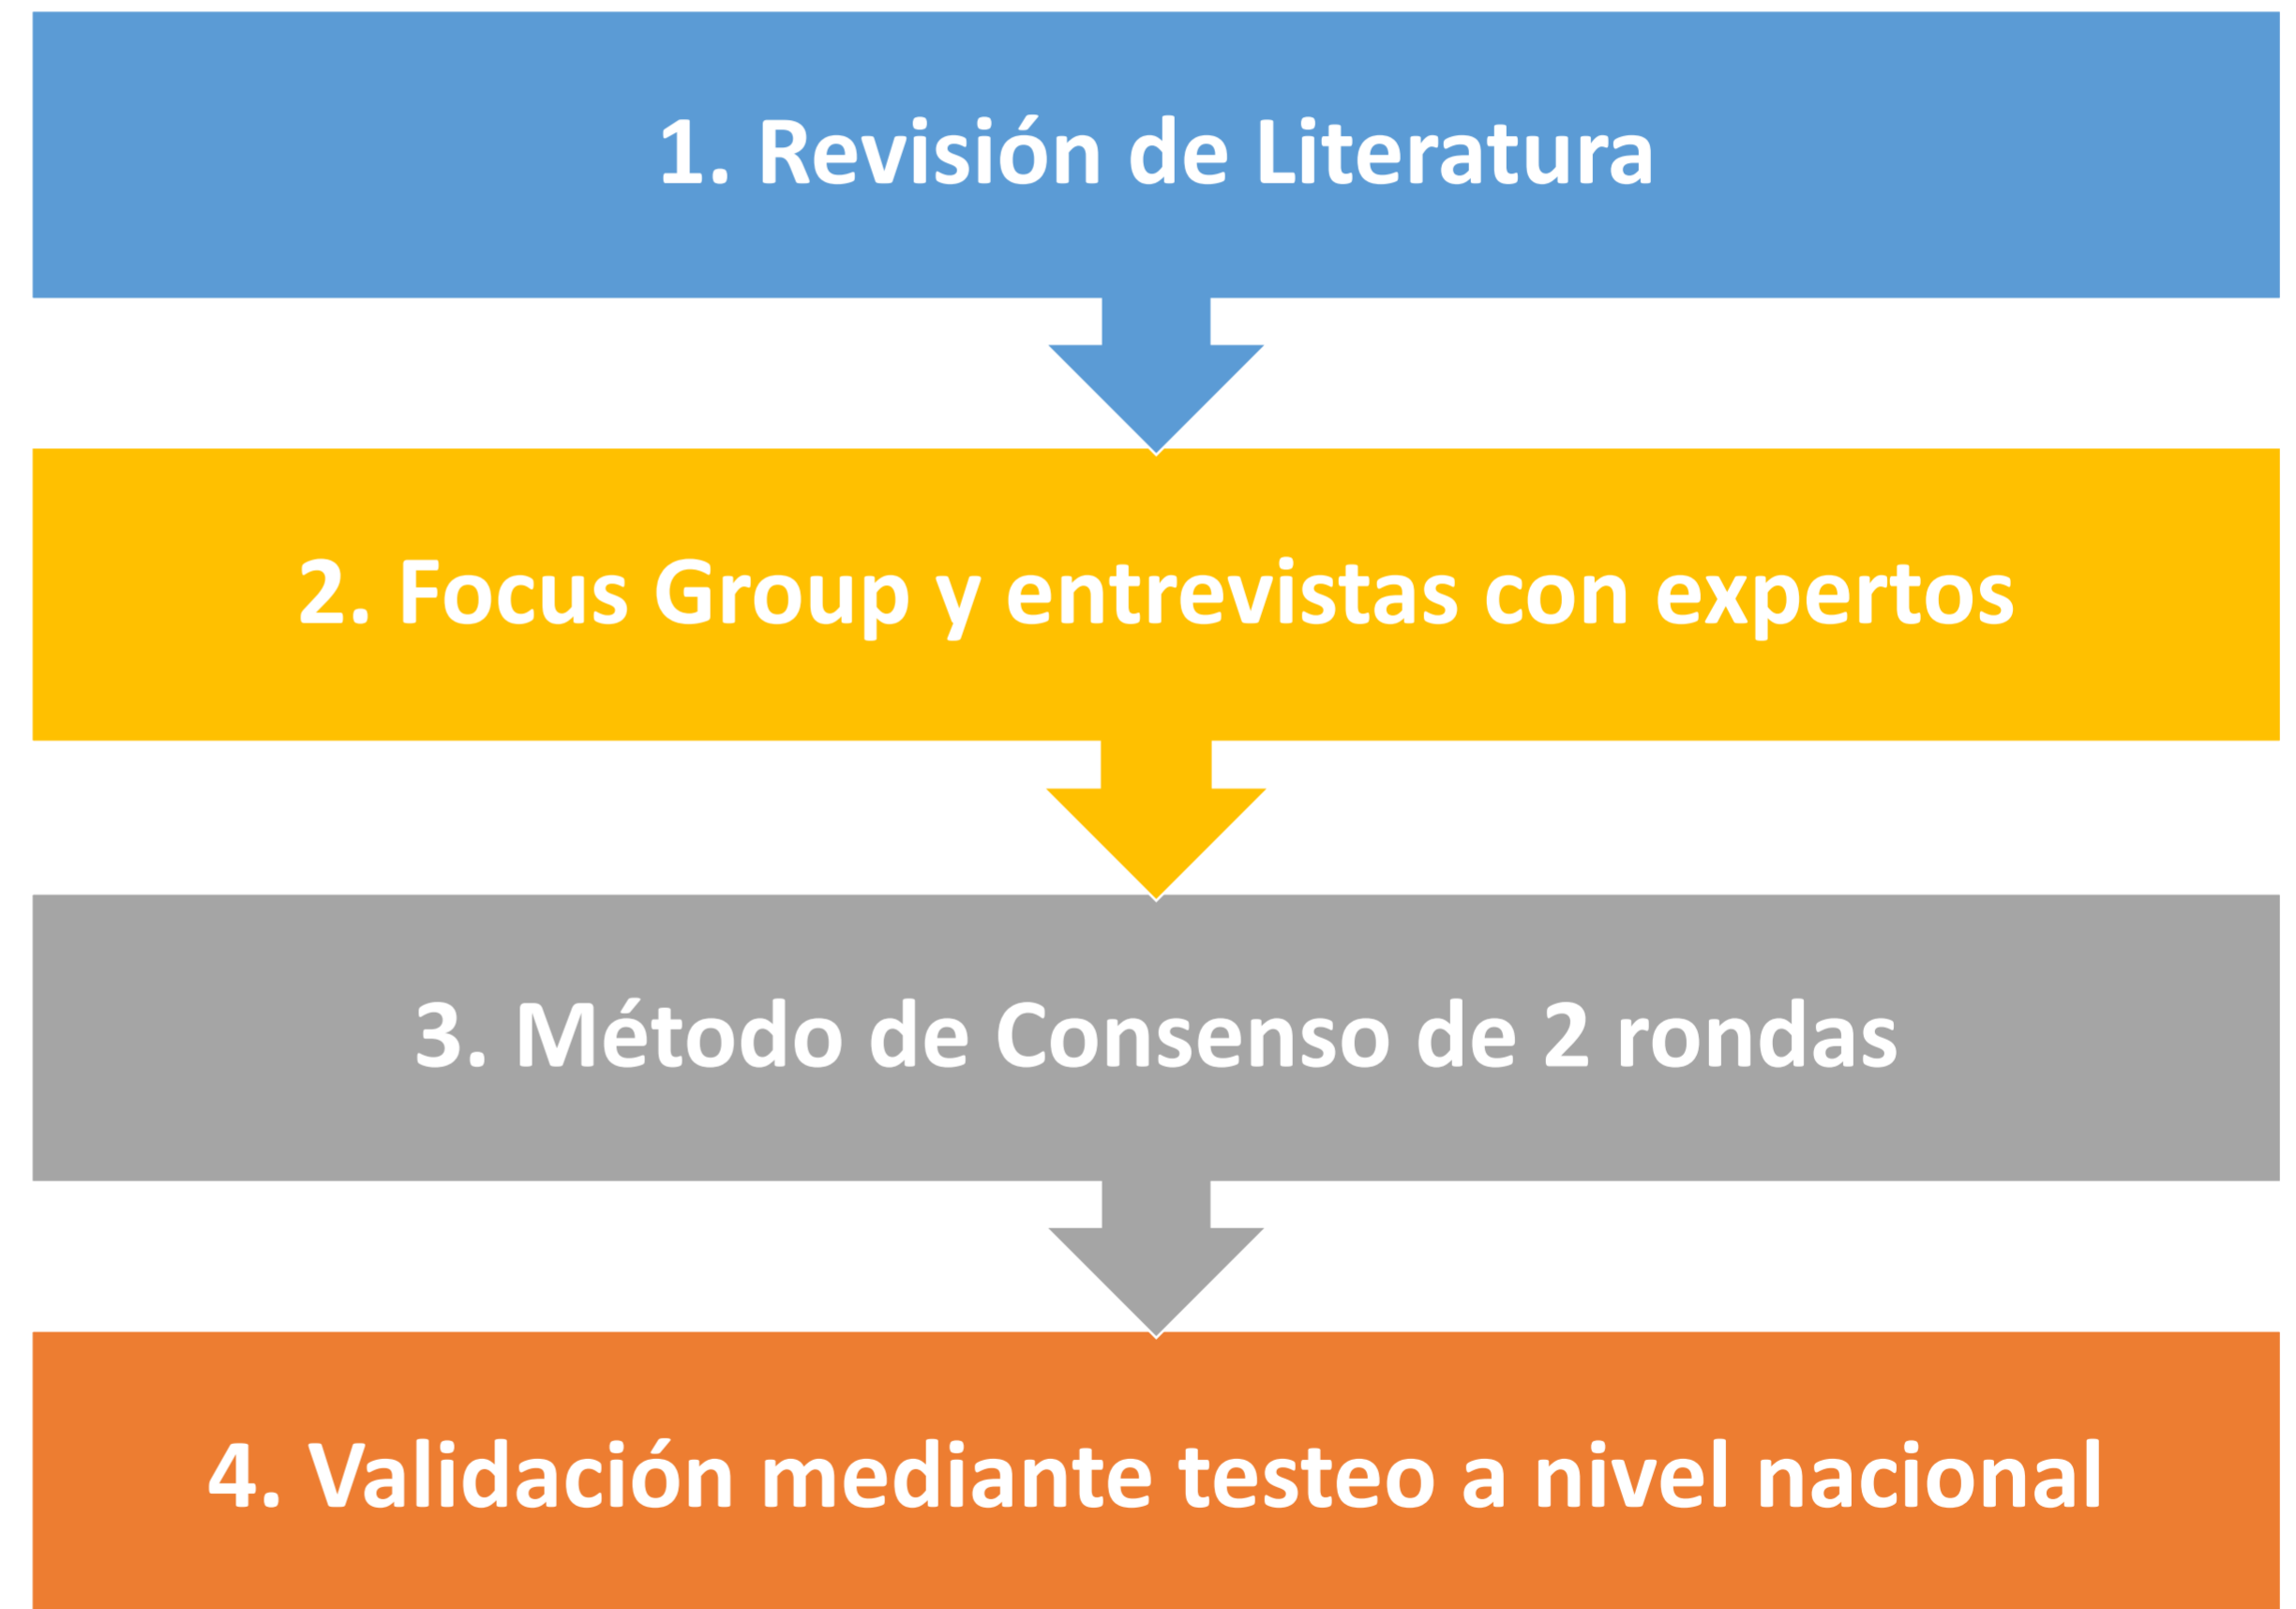 1. Revisión de Literatura
2. Focus Group y entrevistas con expertos
3. Método de Consenso de 2 rondas
4. Validación mediante testeo a nivel nacional